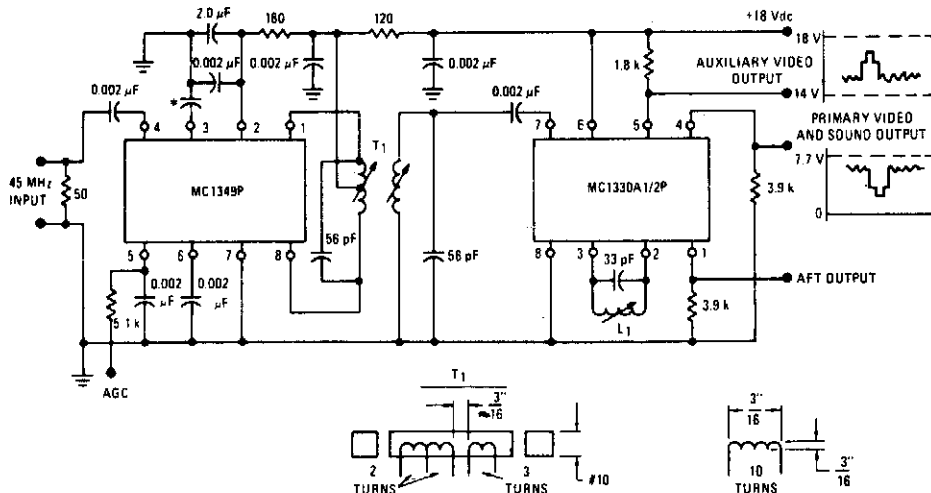 2.0 µF
180
120
+18 Vdc
18 V
0.002 µF
0.002 µF
0.002 µF
1.8 k
AUXILIARY VIDEO
OUTPUT
14 V
0.002 µF
0.002 µF
*
4
3
2
1
7
6
5
4
PRIMARY VIDEO
AND SOUND OUTPUT
7.7 V
0
T1
45 MHz
INPUT
50
MC1349P
MC1330A1/2P
3.9 k
56 pF
56 pF
5
6
7
8
8
3
2
1
33 pF
0.002
µF
0.002
µF
5.1 k
L1
3.9 k
AFT OUTPUT
AGC
T1
3"
≈16
3"
16
2
TURNS
3
TURNS
#10
10
TURNS
3"
16